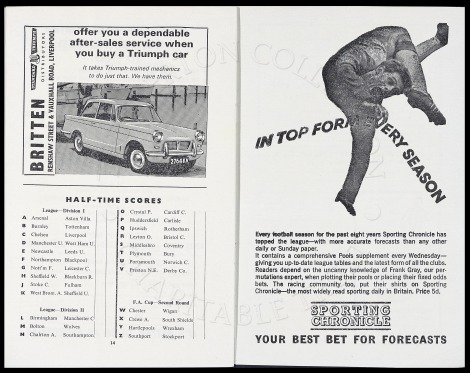 STANDARD TRIUMPH
DISTRIBUTORS
BRITTEN
RENSHAW STREET & VAUXHALL ROAD, LIVERPOOL
offer you a dependable
after-sales service when
you buy a Triumph car
It takes Triumph-trained mechanics
to do just that. We have them.
HALF-TIME SCORES
League—Division I
A Arsenal Aston Villa
B Burnley Tottenham
C Chelsea Liverpool
D Manchester U. West Ham U.
E Newcastle Leeds U.
F Northampton Blackpool
G Nott'm F. Leicester C.
H Sheffield W. Blackburn R.
J Stoke C. Fulham
K West Brom. A Sheffield U.
League—Division II
L Birmingham Manchester C
M Bolton Wolves
N Charlton A. Southampton
O Crystal P. Cardiff C.
P Huddersfield Carlisle
Q Ipswich Rotherham
R Leyton O. Bristol C.
S Middlesbro Coventry
T Plymouth Bury
U Portsmouth Norwich C.
V Preston N.E. Derby Co.
F.A. Cup—Second Round
W Chester Wigan
X Crewe A. South Shields
Y Hartlepools Wrexham
Z Southport Stockport
14
IN TOP FORM EVERY SEASON
Every football season for the past eight years Sporting Chronicle has
topped the league—with more accurate forecasts than any other
daily or Sunday paper.
It contains a comprehensive Pools supplement every Wednesday—
giving you up-to-date league tables and the latest form of all the clubs.
Readers depend on the uncanny knowledge of Frank Gray, our per-
mutations expert, when plotting their pools or placing their fixed odds
bets. The racing community too, put their shirts on Sporting
Chronicle—the most widely read sporting daily in Britain. Price 5d.
SPORTING
CHRONICLE
YOUR BEST BET FOR FORECASTS